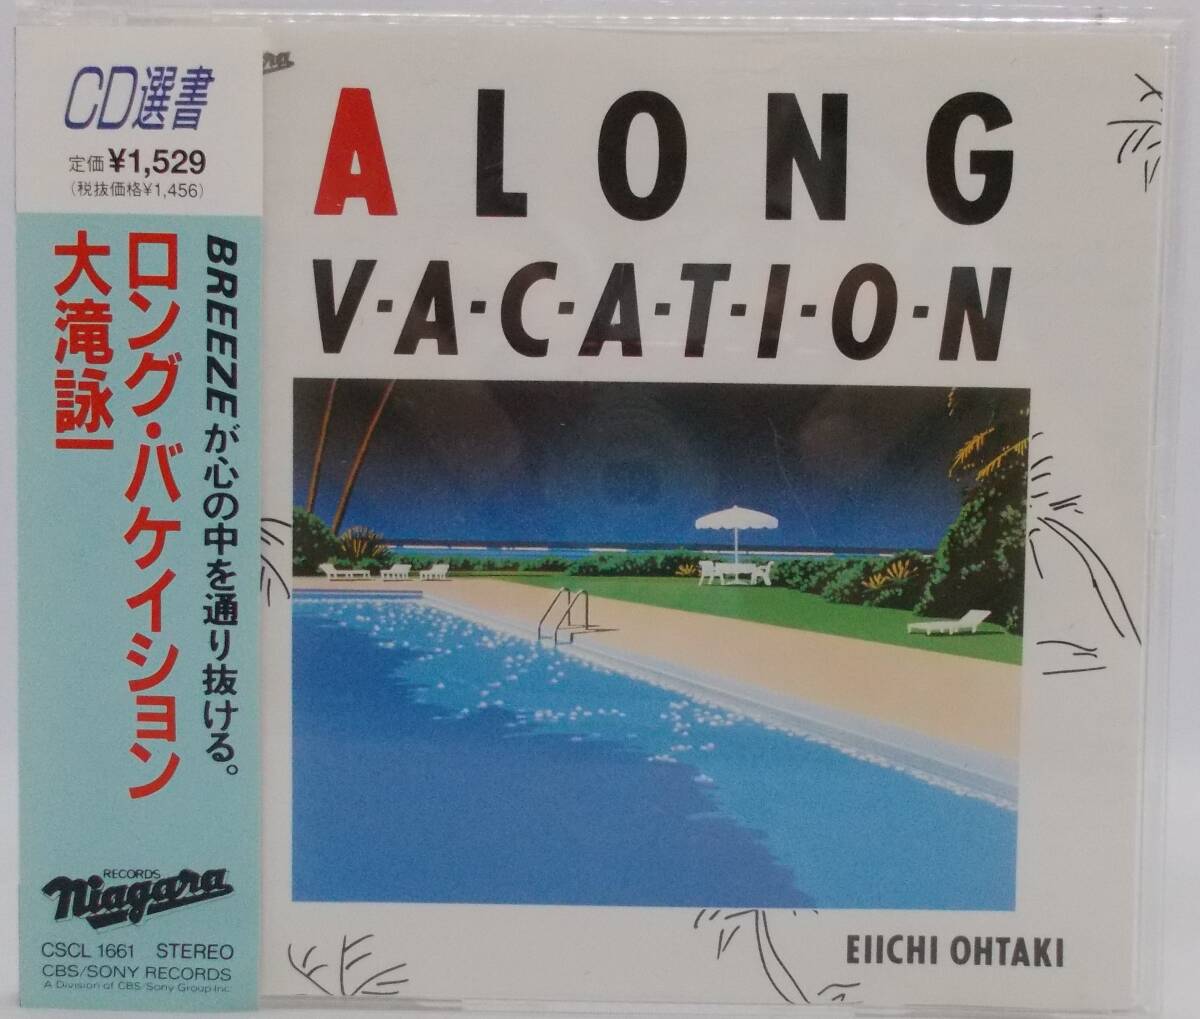 CD選書
定価¥1,529
(税抜価格¥1,456)
BREEZEが心の中を通り抜ける。
ロング・バケイション
大滝詠一
RECORDS
Niagara
CSCL 1661 STEREO
CBS/SONY RECORDS
A Division of CBS/Sony Group Inc.
A LONG
V·A·C·A·T·I·O·N
EIICHI OHTAKI